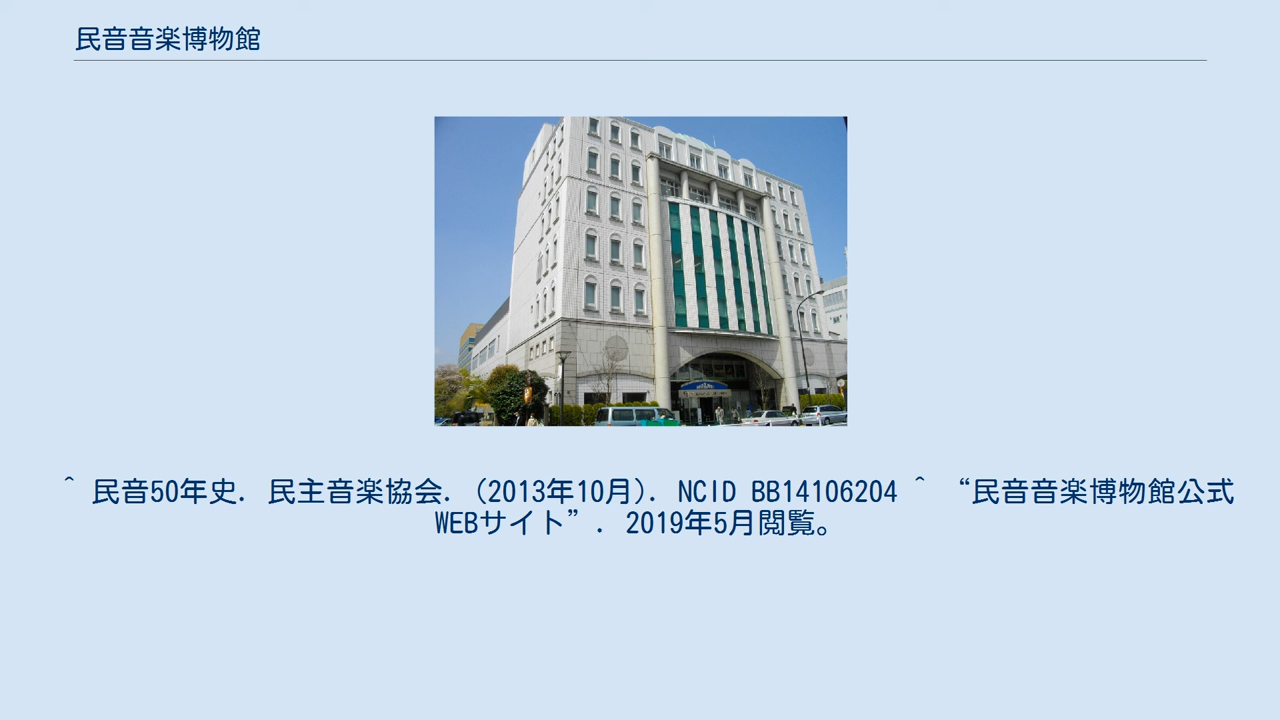 民音音楽博物館
^ 民音50年史. 民主音楽協会. (2013年10月). NCID BB14106204 ^ “民音音楽博物館公式
WEBサイト”. 2019年5月閲覧。